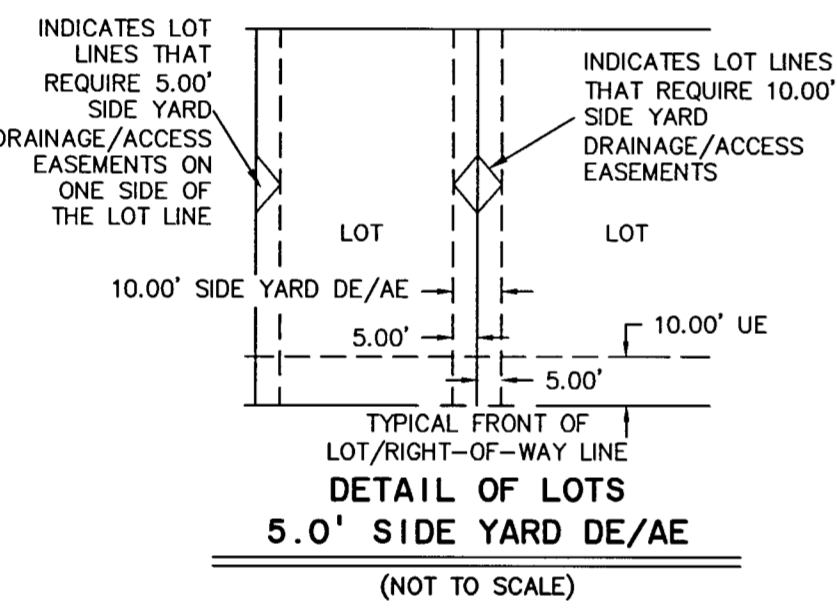 INDICATES LOT
LINES THAT
REQUIRE 5.00'
SIDE YARD
DRAINAGE/ACCESS
EASEMENTS ON
ONE SIDE OF
THE LOT LINE
INDICATES LOT LINES
THAT REQUIRE 10.00'
SIDE YARD
DRAINAGE/ACCESS
EASEMENTS
LOT
LOT
10.00' SIDE YARD DE/AE
5.00'
10.00' UE
5.00'
TYPICAL FRONT OF
LOT/RIGHT-OF-WAY LINE
DETAIL OF LOTS
5.0' SIDE YARD DE/AE
(NOT TO SCALE)